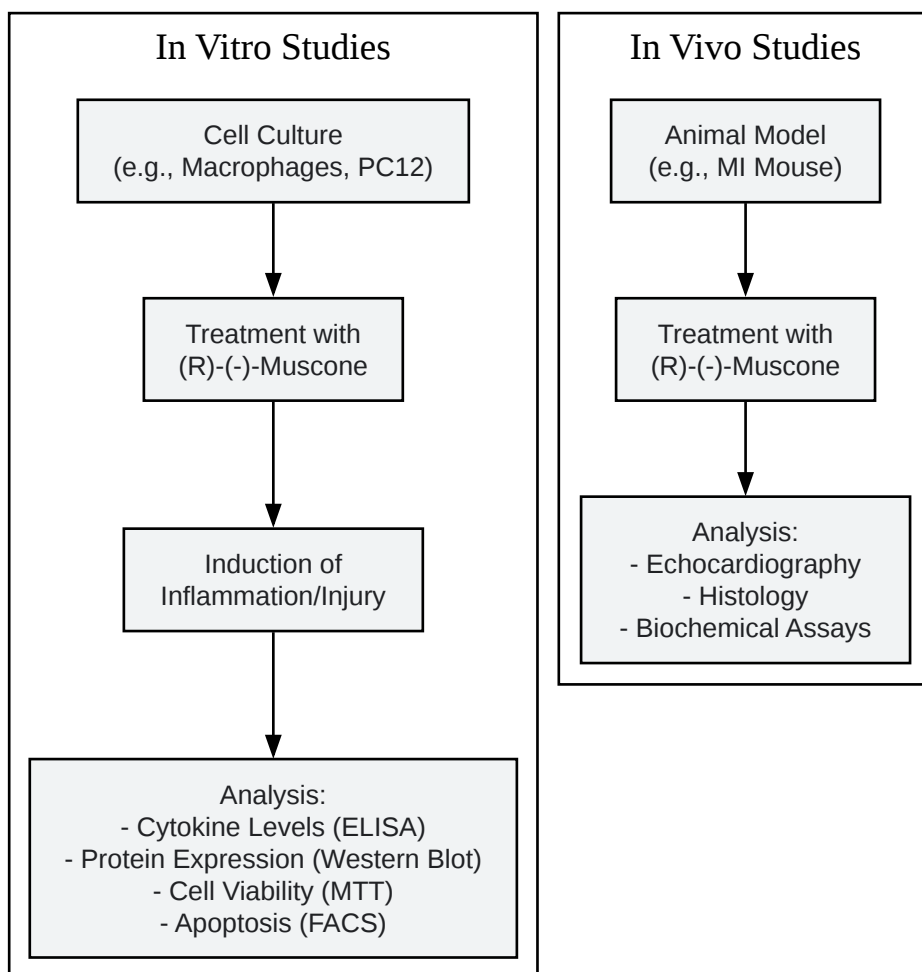 In Vitro Studies
Cell Culture
(e.g., Macrophages, PC12)
Treatment with
(R)-(-)-Muscone
Induction of
Inflammation/Injury
Analysis:
- Cytokine Levels (ELISA)
- Protein Expression (Western Blot)
- Cell Viability (MTT)
- Apoptosis (FACS)
In Vivo Studies
Animal Model
(e.g., MI Mouse)
Treatment with
(R)-(-)-Muscone
Analysis:
- Echocardiography
- Histology
- Biochemical Assays